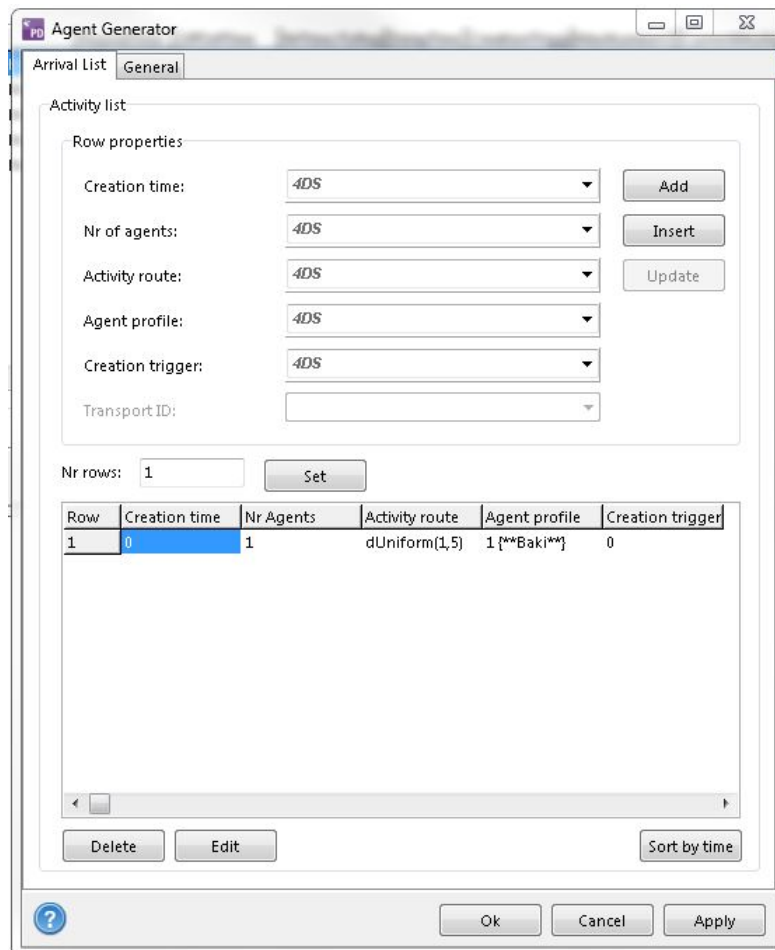 PD Agent Generator
Arrival List General
Activity list
Row properties
Creation time: 4DS Add
Nr of agents: 4DS Insert
Activity route: 4DS Update
Agent profile: 4DS
Creation trigger: 4DS
Transport ID:
Nr rows: 1 Set
Row Creation time Nr Agents Activity route Agent profile Creation trigger
1 0 1 dUniform(1,5) 1 {**Baki**} 0
Delete Edit Sort by time
? Ok Cancel Apply